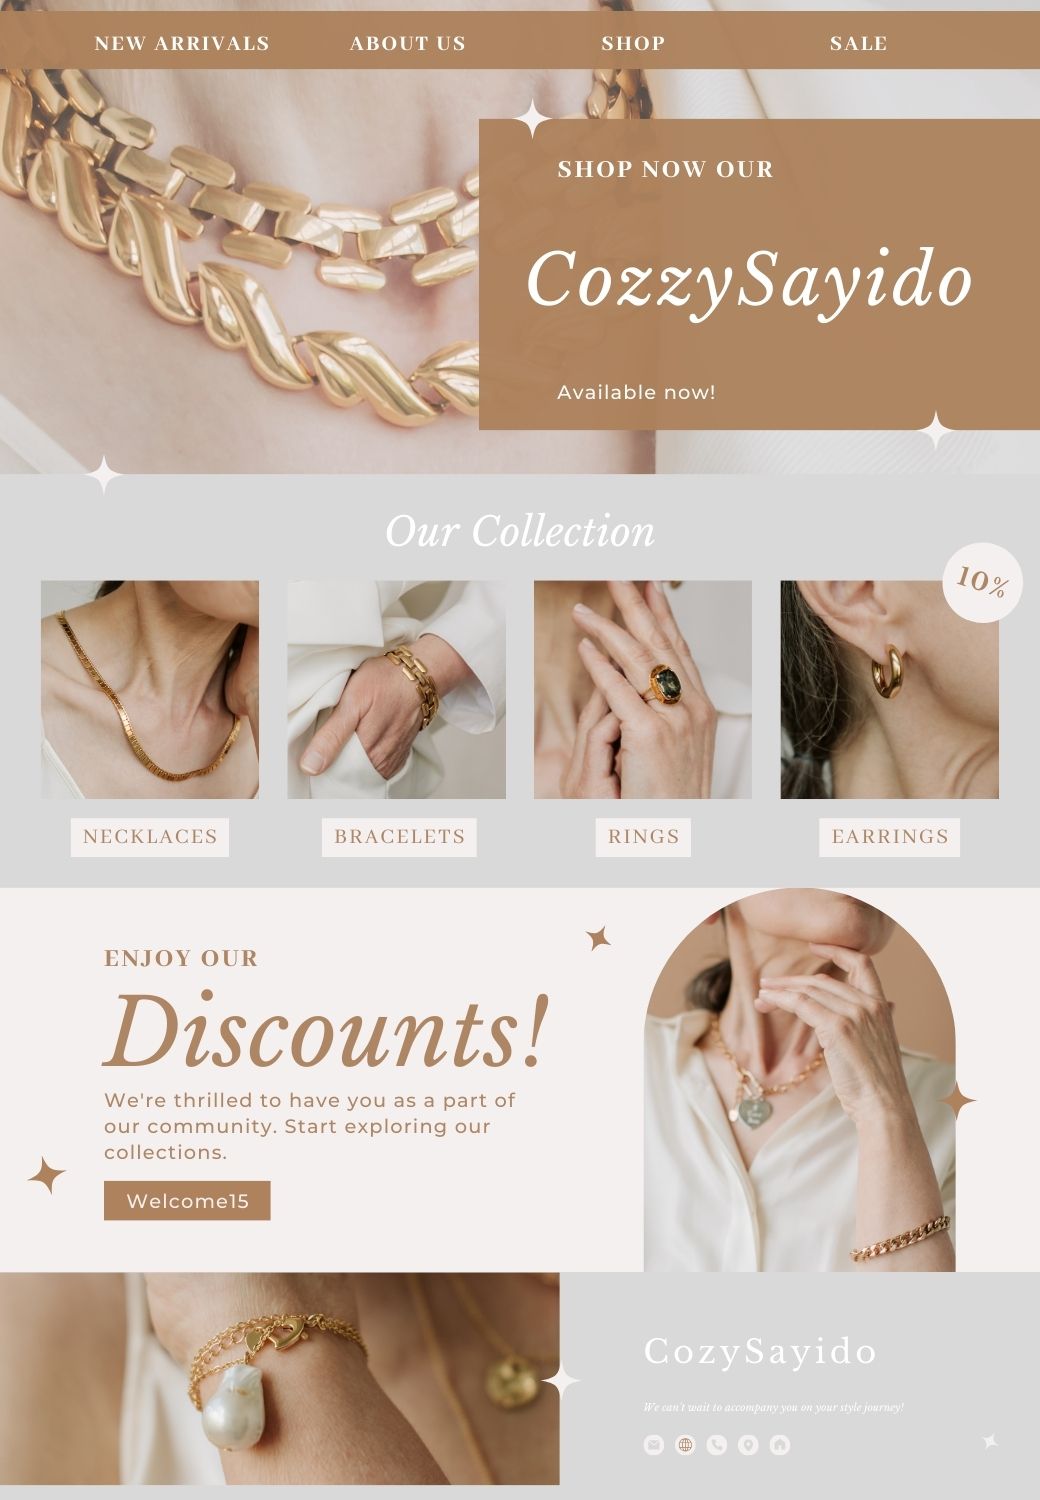 NEW ARRIVALS ABOUT US SHOP SALE
SHOP NOW OUR
CozzySayido
Available now!
Our Collection
10%
NECKLACES BRACELETS RINGS EARRINGS
ENJOY OUR
Discounts!
We're thrilled to have you as a part of
our community. Start exploring our
collections.
Welcome15
CozySayido
We can't wait to accompany you on your style journey!